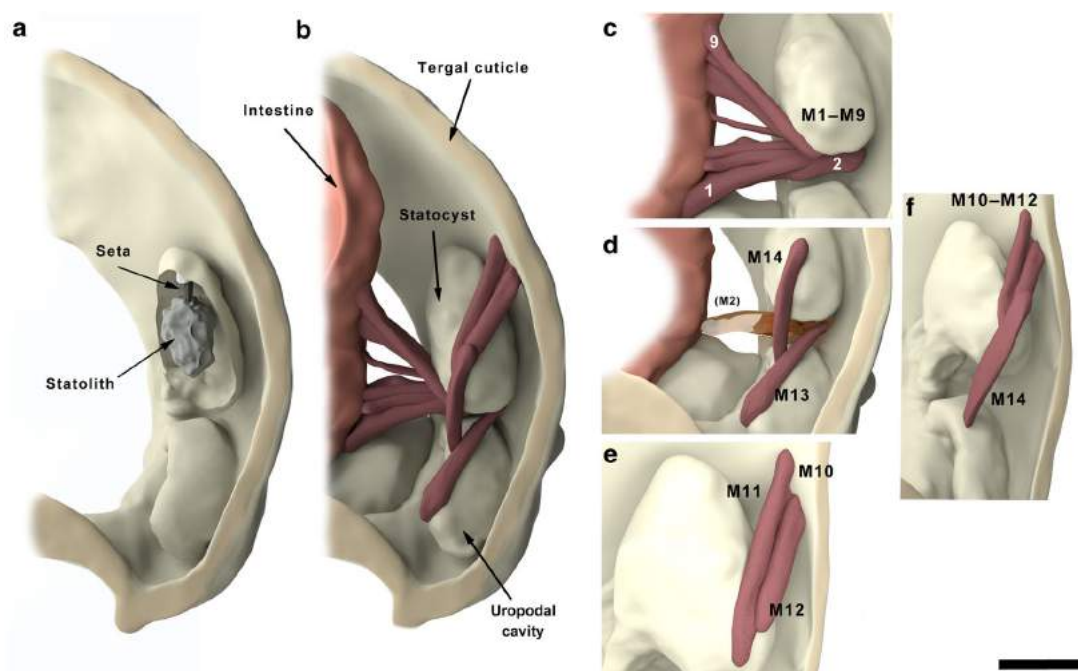 a
Seta
Statolith
b
Tergal cuticle
Intestine
Statocyst
Uropodal
cavity
c
9
M1–M9
2
1
d
M14
(M2)
M13
e
M10
M11
M12
f
M10–M12
M14